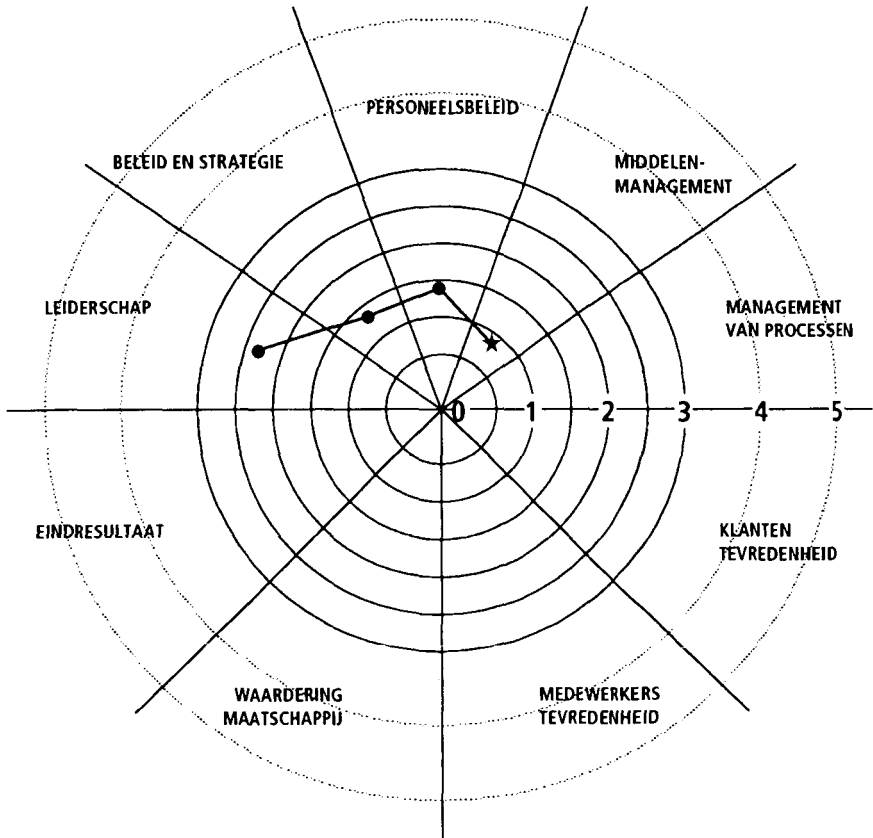 PERSONEELSBELEID
BELEID EN STRATEGIE
MIDDELEN-
MANAGEMENT
LEIDERSCHAP
MANAGEMENT
VAN PROCESSEN
0 1 2 3 4 5
EINDRESULTAAT
KLANTEN
TEVREDENHEID
WAARDERING
MAATSCHAPPIJ
MEDEWERKERS
TEVREDENHEID